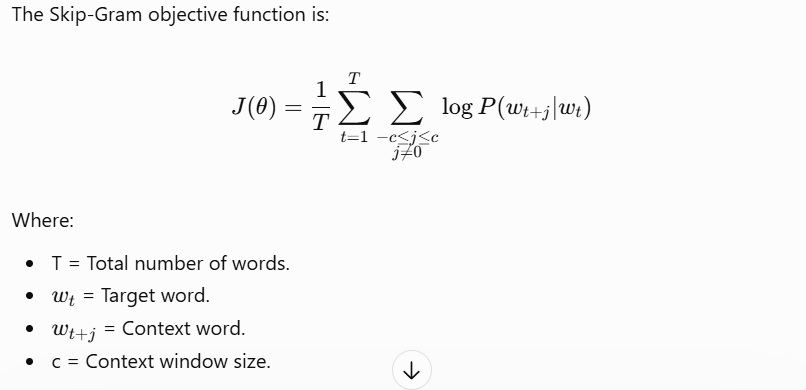 The Skip-Gram objective function is:
J(θ) = 1/T ∑_{t=1}^{T} ∑_{-c≤j≤c, j≠0} log P(w_{t+j}|w_t)
Where:
• T = Total number of words.
• w_t = Target word.
• w_{t+j} = Context word.
• c = Context window size.